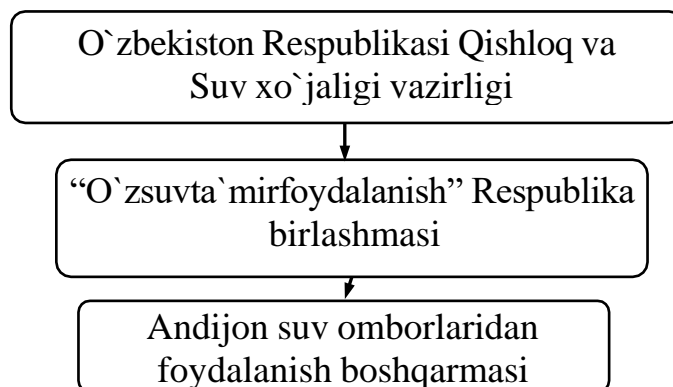 O`zbekiston Respublikasi Qishloq va
Suv xo`jaligi vazirligi
“O`zsuvta`mirfoydalanish” Respublika
birlashmasi
Andijon suv omborlaridan
foydalanish boshqarmasi